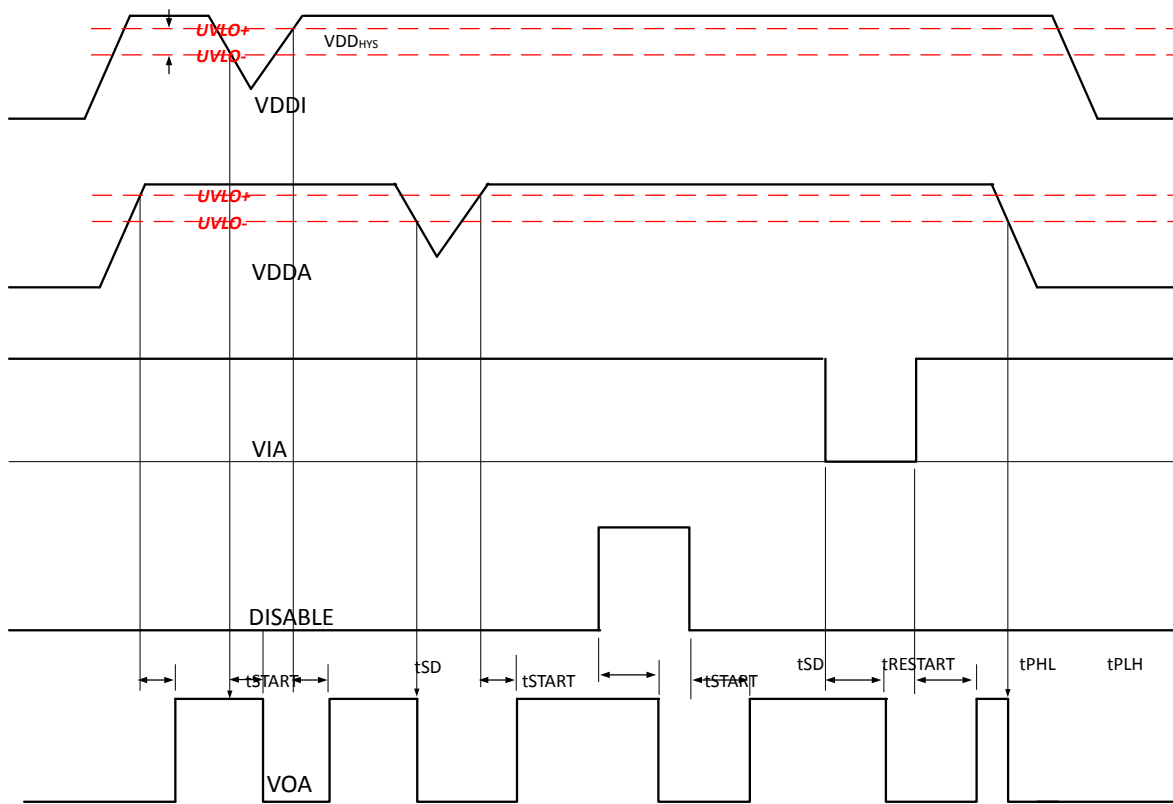 UVLO+
VDDHYS
UVLO-
VDDI
UVLO+
UVLO-
VDDA
VIA
DISABLE
tSTART
tSD
tSTART
tSTART
tSD
tRESTART
tPHL
tPLH
VOA